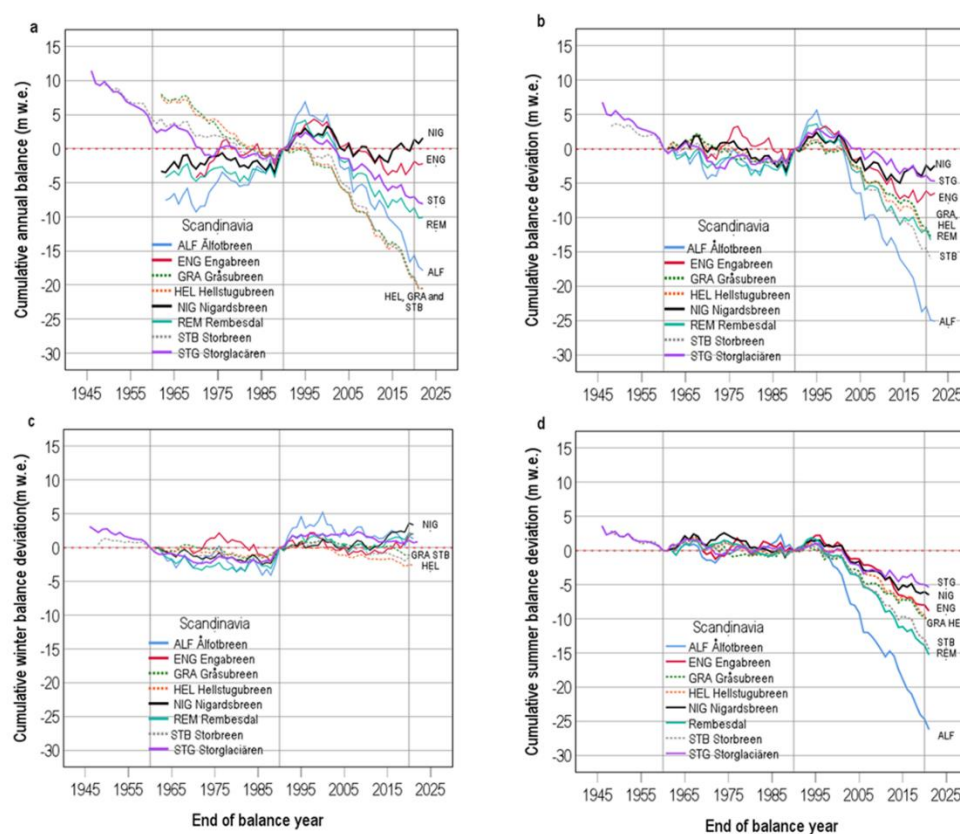 a
Cumulative annual balance (m w.e.)
15
10
5
0
-5
-10
-15
-20
-25
-30
NIG
ENG
STG
REM
ALF
HEL, GRA and
STB
Scandinavia
ALF Ålfotbreen
ENG Engabreen
GRA Gråsubreen
HEL Hellstugubreen
NIG Nigardsbreen
REM Rembesdal
STB Storbreen
STG Storglaciären
1945 1955 1965 1975 1985 1995 2005 2015 2025
b
Cumulative balance deviation (m w.e.)
15
10
5
0
-5
-10
-15
-20
-25
-30
NIG
STG
ENG
GRA,
HEL
REM
STB
ALF
Scandinavia
ALF Ålfotbreen
ENG Engabreen
GRA Gråsubreen
HEL Hellstugubreen
NIG Nigardsbreen
REM Rembesdal
STB Storbreen
STG Storglaciären
1945 1955 1965 1975 1985 1995 2005 2015 2025
c
Cumulative winter balance deviation(m w.e.)
15
10
5
0
-5
-10
-15
-20
-25
-30
NIG
GRA STB
HEL
Scandinavia
ALF Ålfotbreen
ENG Engabreen
GRA Gråsubreen
HEL Hellstugubreen
NIG Nigardsbreen
REM Rembesdal
STB Storbreen
STG Storglaciären
1945 1955 1965 1975 1985 1995 2005 2015 2025
End of balance year
d
Cumulative summer balance deviation (m w.e.)
15
10
5
0
-5
-10
-15
-20
-25
-30
STG
NIG
ENG
GRA HE
STB
REM
ALF
Scandinavia
ALF Ålfotbreen
ENG Engabreen
GRA Gråsubreen
HEL Hellstugubreen
NIG Nigardsbreen
Rembesdal
STB Storbreen
STG Storglaciären
1945 1955 1965 1975 1985 1995 2005 2015 2025
End of balance year